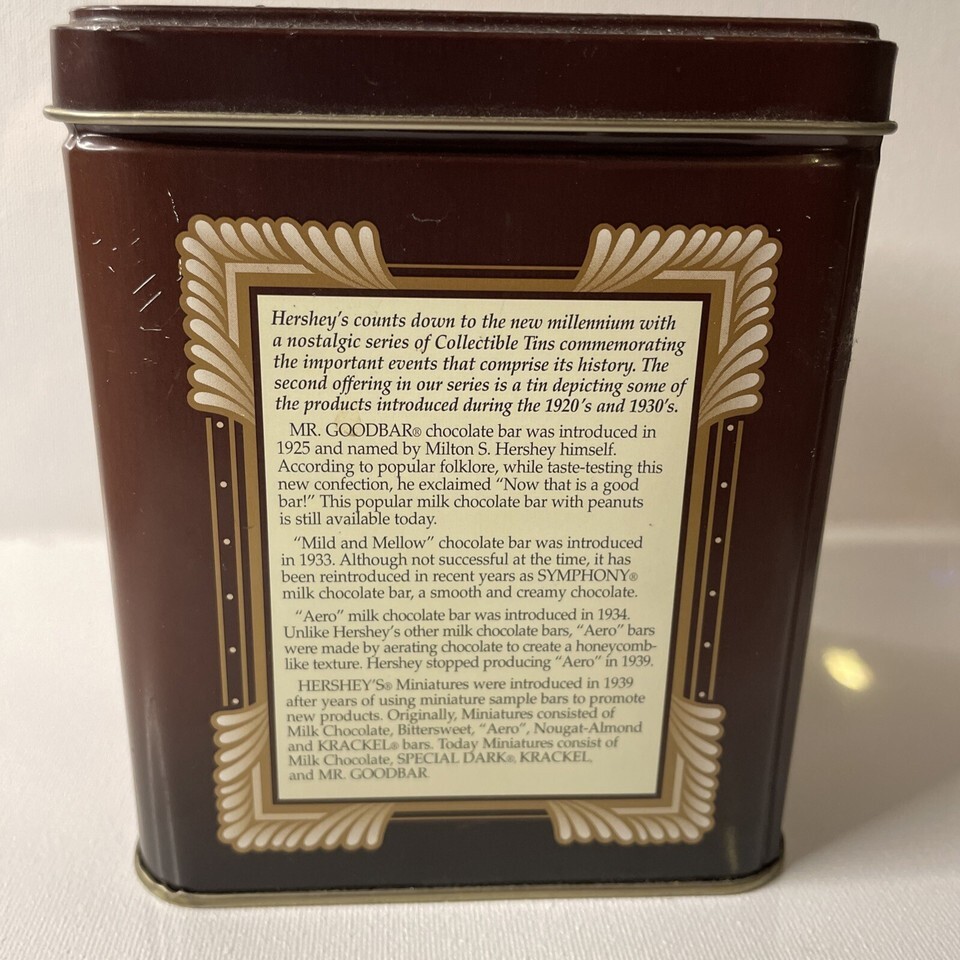 Hershey's counts down to the new millennium with
a nostalgic series of Collectible Tins commemorating
the important events that comprise its history. The
second offering in our series is a tin depicting some of
the products introduced during the 1920's and 1930's.
MR. GOODBAR® chocolate bar was introduced in
1925 and named by Milton S. Hershey himself.
According to popular folklore, while taste-testing this
new confection, he exclaimed “Now that is a good
bar!” This popular milk chocolate bar with peanuts
is still available today.
“Mild and Mellow” chocolate bar was introduced
in 1933. Although not successful at the time, it has
been reintroduced in recent years as SYMPHONY®
milk chocolate bar, a smooth and creamy chocolate.
“Aero” milk chocolate bar was introduced in 1934.
Unlike Hershey's other milk chocolate bars, “Aero” bars
were made by aerating chocolate to create a honeycomb-
like texture. Hershey stopped producing “Aero” in 1939.
HERSHEY'S® Miniatures were introduced in 1939
after years of using miniature sample bars to promote
new products. Originally, Miniatures consisted of
Milk Chocolate, Bittersweet, “Aero”, Nougat-Almond
and KRACKEL® bars. Today Miniatures consist of
Milk Chocolate, SPECIAL DARK®, KRACKEL,
and MR. GOODBAR